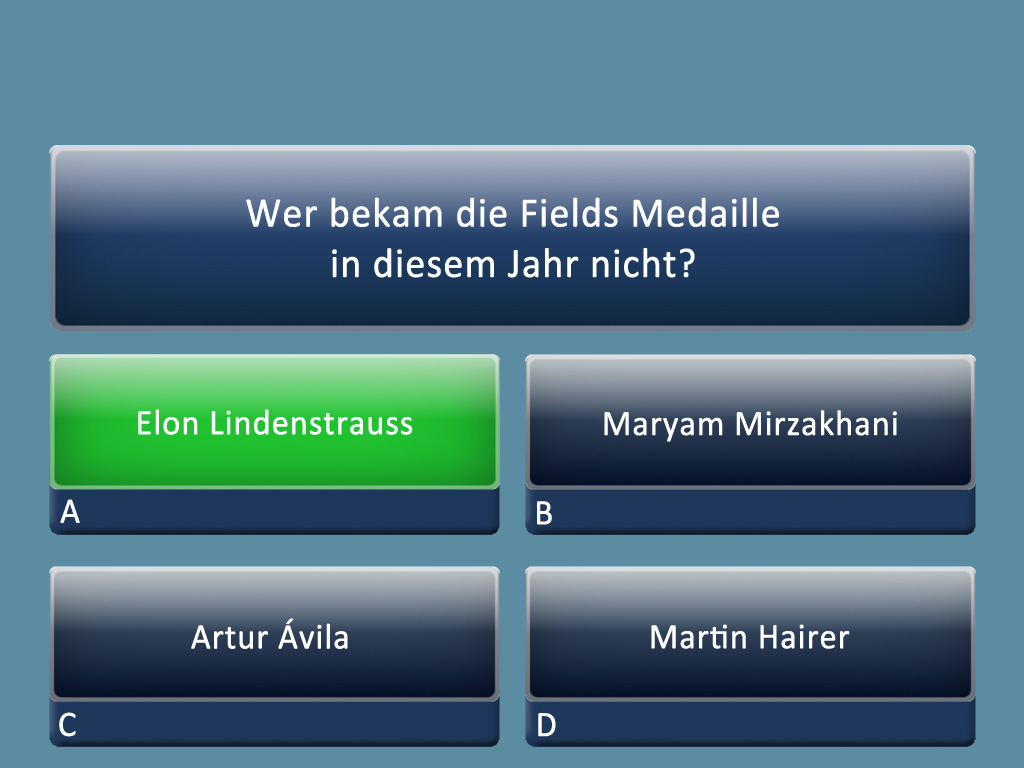 Wer bekam die Fields Medaille
in diesem Jahr nicht?
Elon Lindenstrauss
A
Maryam Mirzakhani
B
Artur Ávila
C
Martin Hairer
D